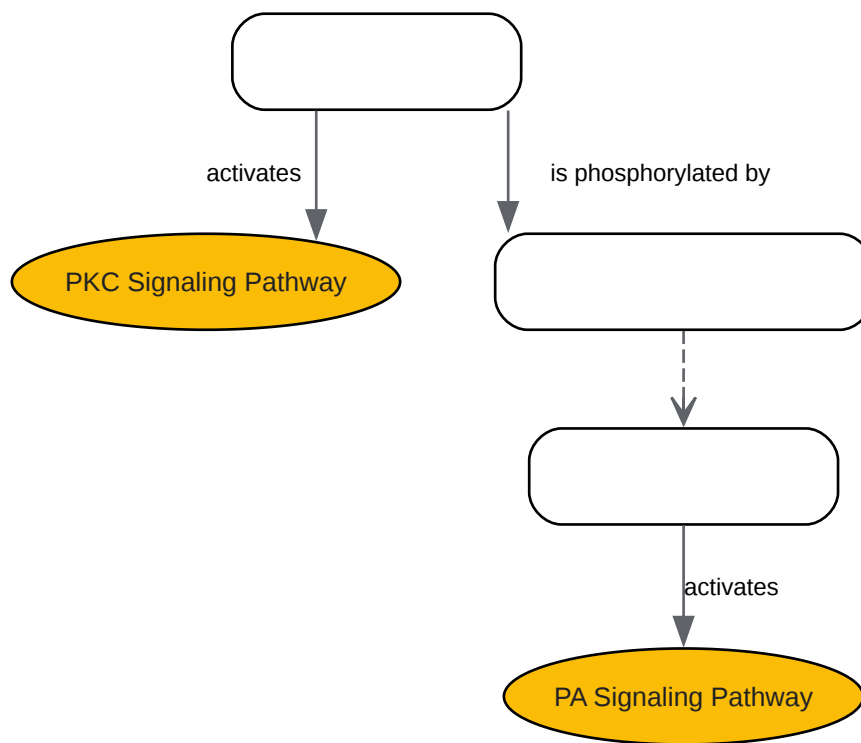 activates
is phosphorylated by
PKC Signaling Pathway
activates
PA Signaling Pathway